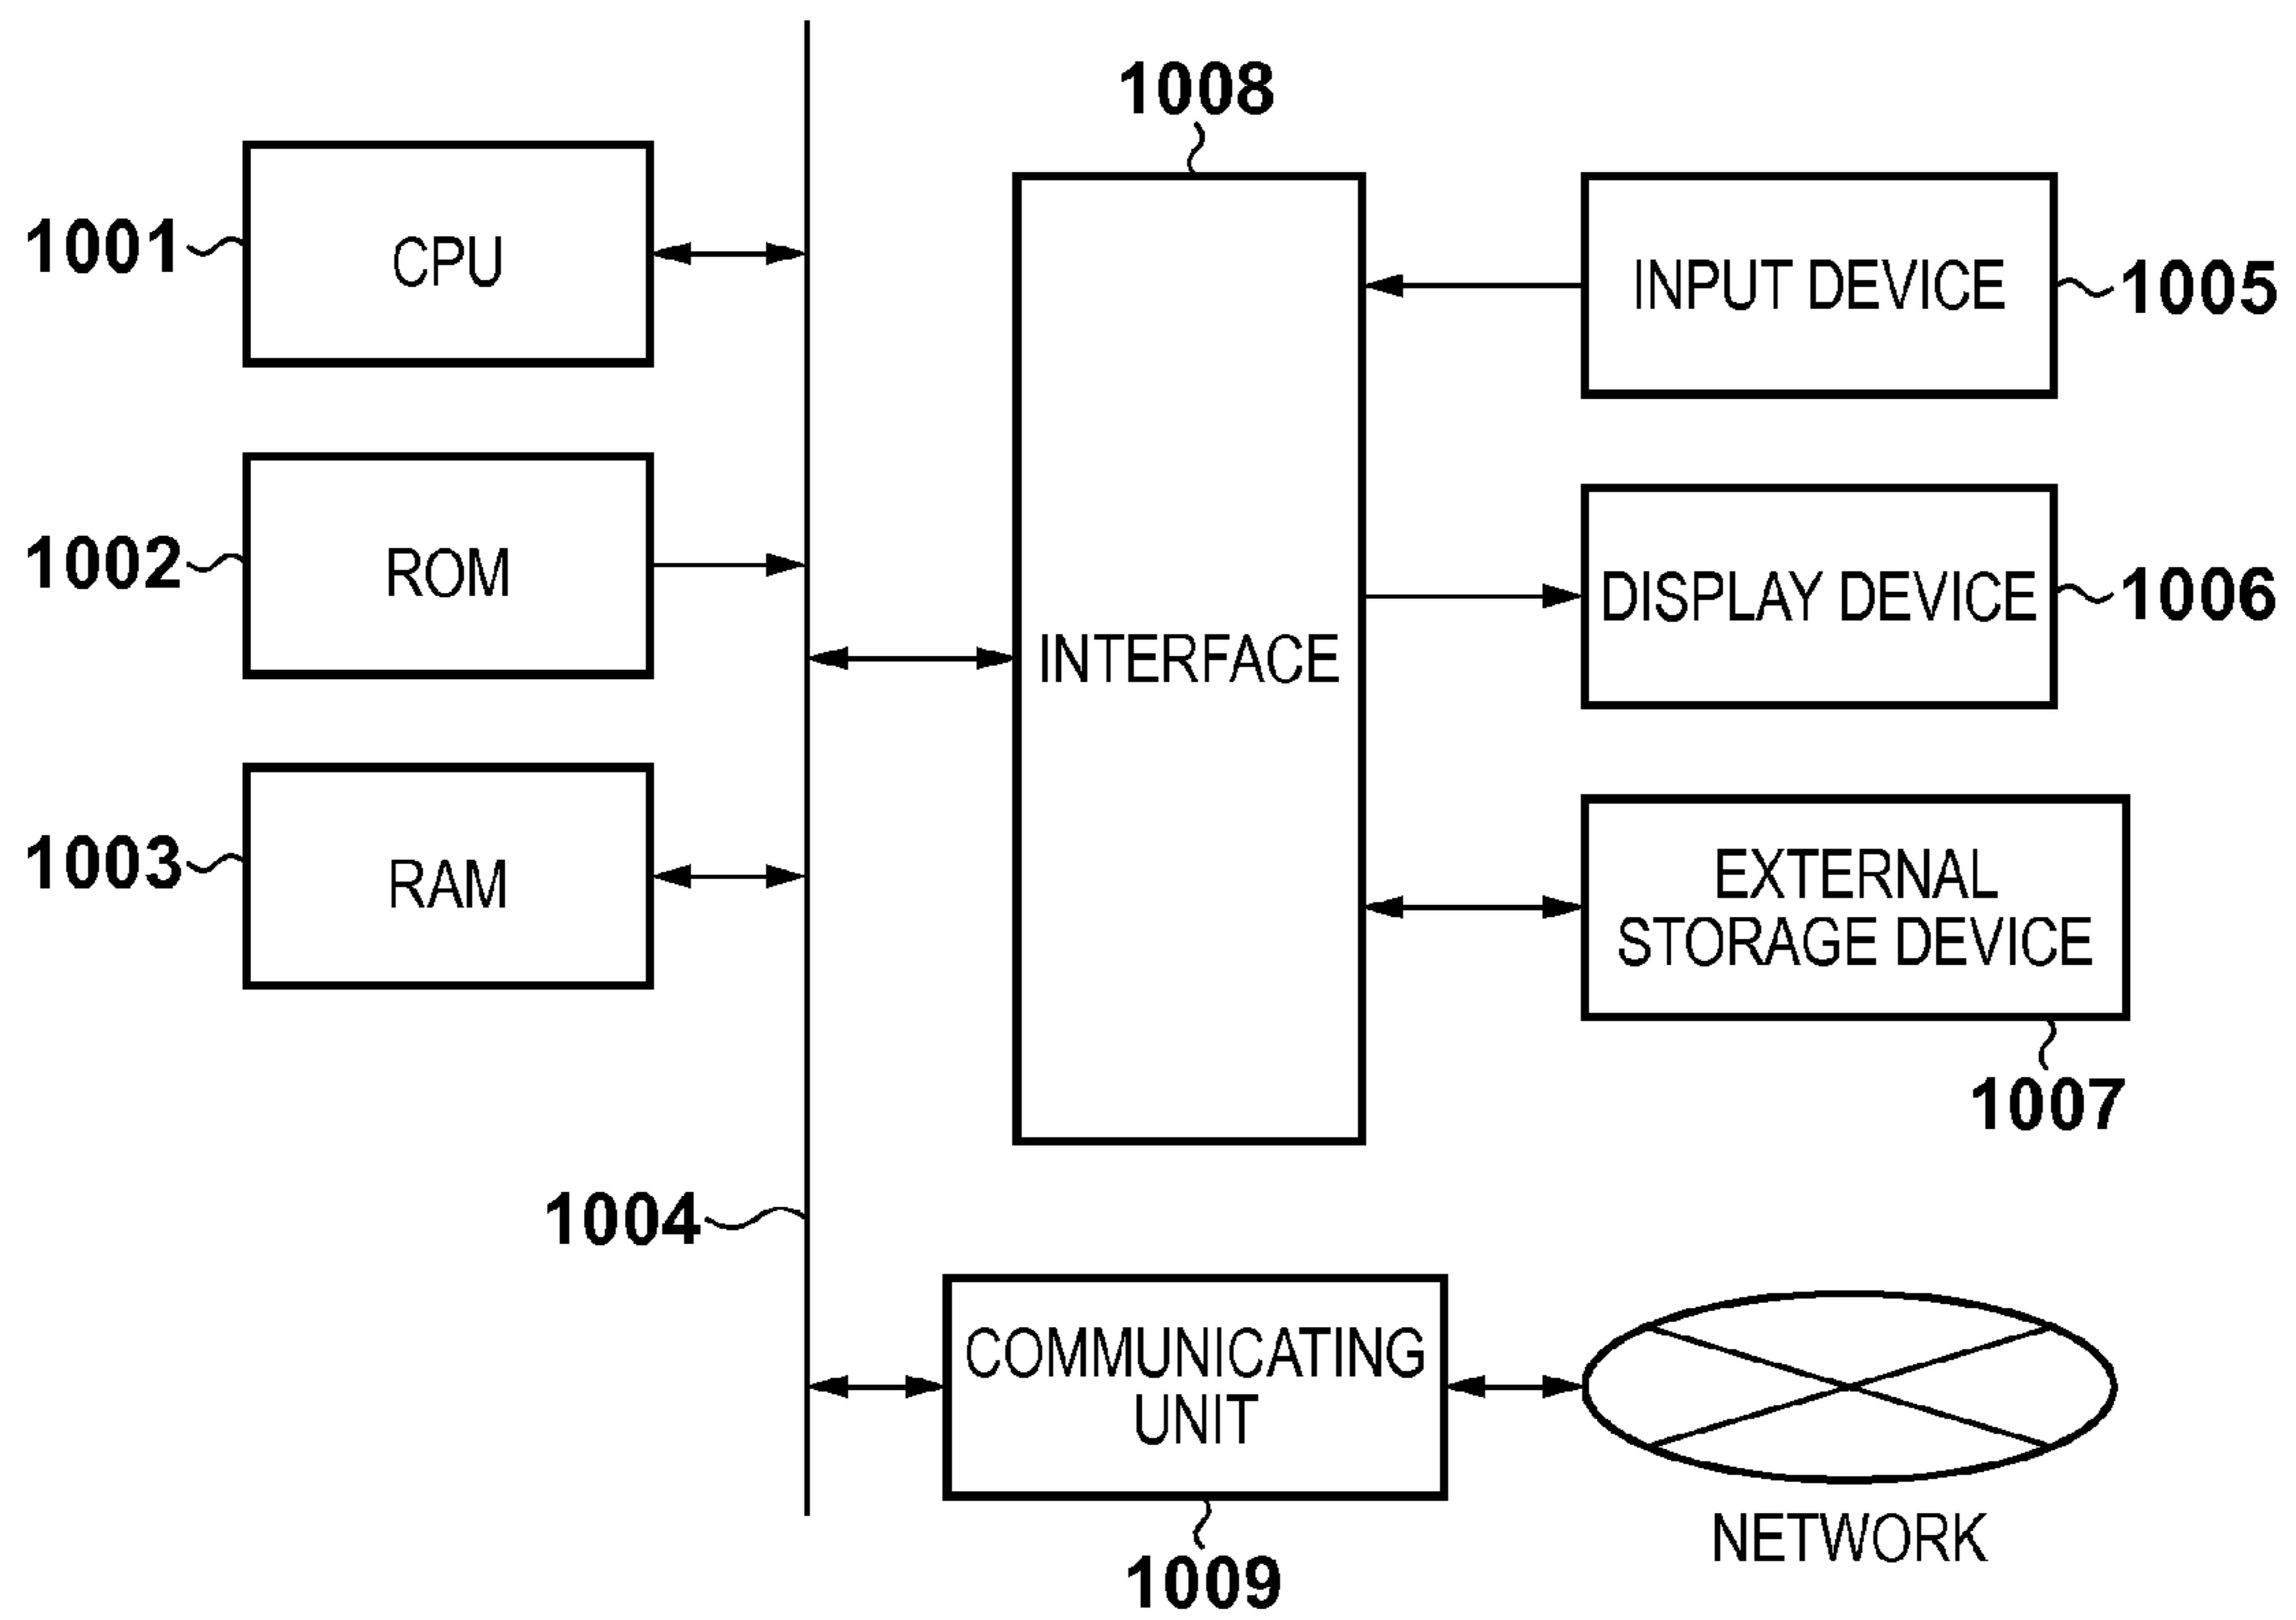 1008
1001
CPU
INPUT DEVICE
1005
1002
ROM
DISPLAY DEVICE
1006
INTERFACE
1003
RAM
EXTERNAL
STORAGE DEVICE
1007
1004
COMMUNICATING
UNIT
NETWORK
1009